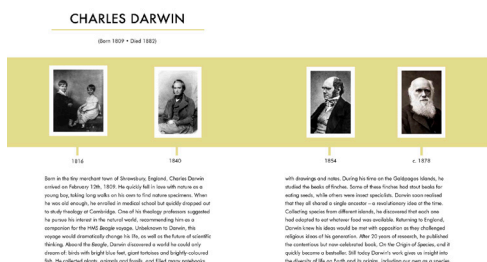 CHARLES DARWIN
(Born 1809 • Died 1882)
1816
1840
1854
c. 1878
Born in the tiny merchant town of Shrewsbury, England, Charles Darwin
arrived on February 12th, 1809. He quickly fell in love with nature as a
young boy, taking long walks on his own to find nature specimens. When
he was old enough, he enrolled in medical school but quickly dropped out
to study theology at Cambridge. One of his theology professors suggested
he pursue his interest in the natural world, recommending him as a
companion for the HMS Beagle voyage. Unbeknown to Darwin, this
voyage would dramatically change his life, as well as the future of scientific
thinking. Aboard the Beagle, Darwin discovered a world he could only
dream of: birds with bright blue feet, giant tortoises and brightly-coloured
fish. He collected plants, animals and fossils, and filled many notebooks
with drawings and notes. During his time on the Galápagos Islands, he
studied the beaks of finches. Some of these finches had stout beaks for
eating seeds, while others were insect specialists. Darwin soon realised
that they all shared a single ancestor – a revolutionary idea at the time.
Collecting species from different islands, he discovered that each one
had adapted to what weather food was available. Returning to England,
Darwin knew his ideas would be met with opposition as they challenged
religious ideas of his generation. After 20 years of research, he published
the contentious but now celebrated book, On the Origin of Species, and it
quickly became a bestseller. Still today Darwin's work gives us insight into
the diversity of life on Earth and its origins, including our own as a species.